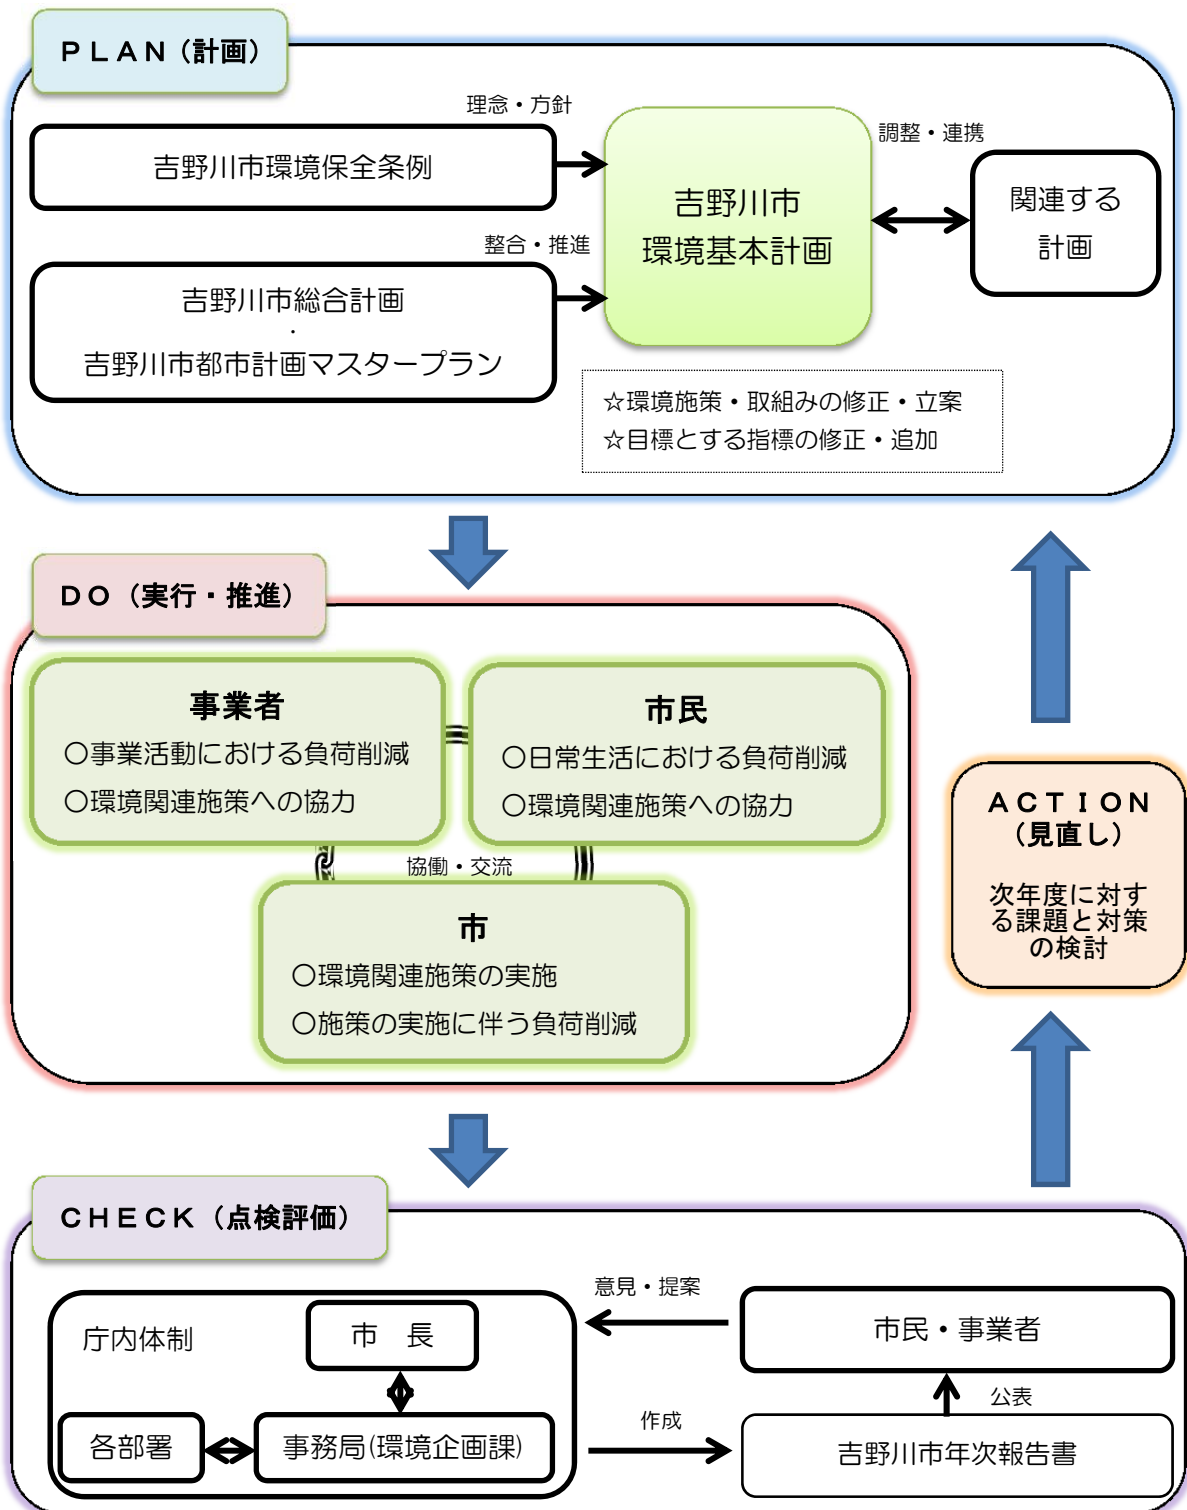 ＰＬＡＮ（計画）
理念・方針
吉野川市環境保全条例
整合・推進
吉野川市総合計画
・
吉野川市都市計画マスタープラン
吉野川市
環境基本計画
調整・連携
関連する
計画
☆環境施策・取組みの修正・立案
☆目標とする指標の修正・追加
ＤＯ（実行・推進）
事業者
〇事業活動における負荷削減
〇環境関連施策への協力
市民
〇日常生活における負荷削減
〇環境関連施策への協力
協働・交流
市
〇環境関連施策の実施
〇施策の実施に伴う負荷削減
ＡＣＴＩＯＮ
（見直し）
次年度に対す
る課題と対策
の検討
ＣＨＥＣＫ（点検評価）
庁内体制
市　長
各部署
事務局(環境企画課)
意見・提案
市民・事業者
作成
公表
吉野川市年次報告書